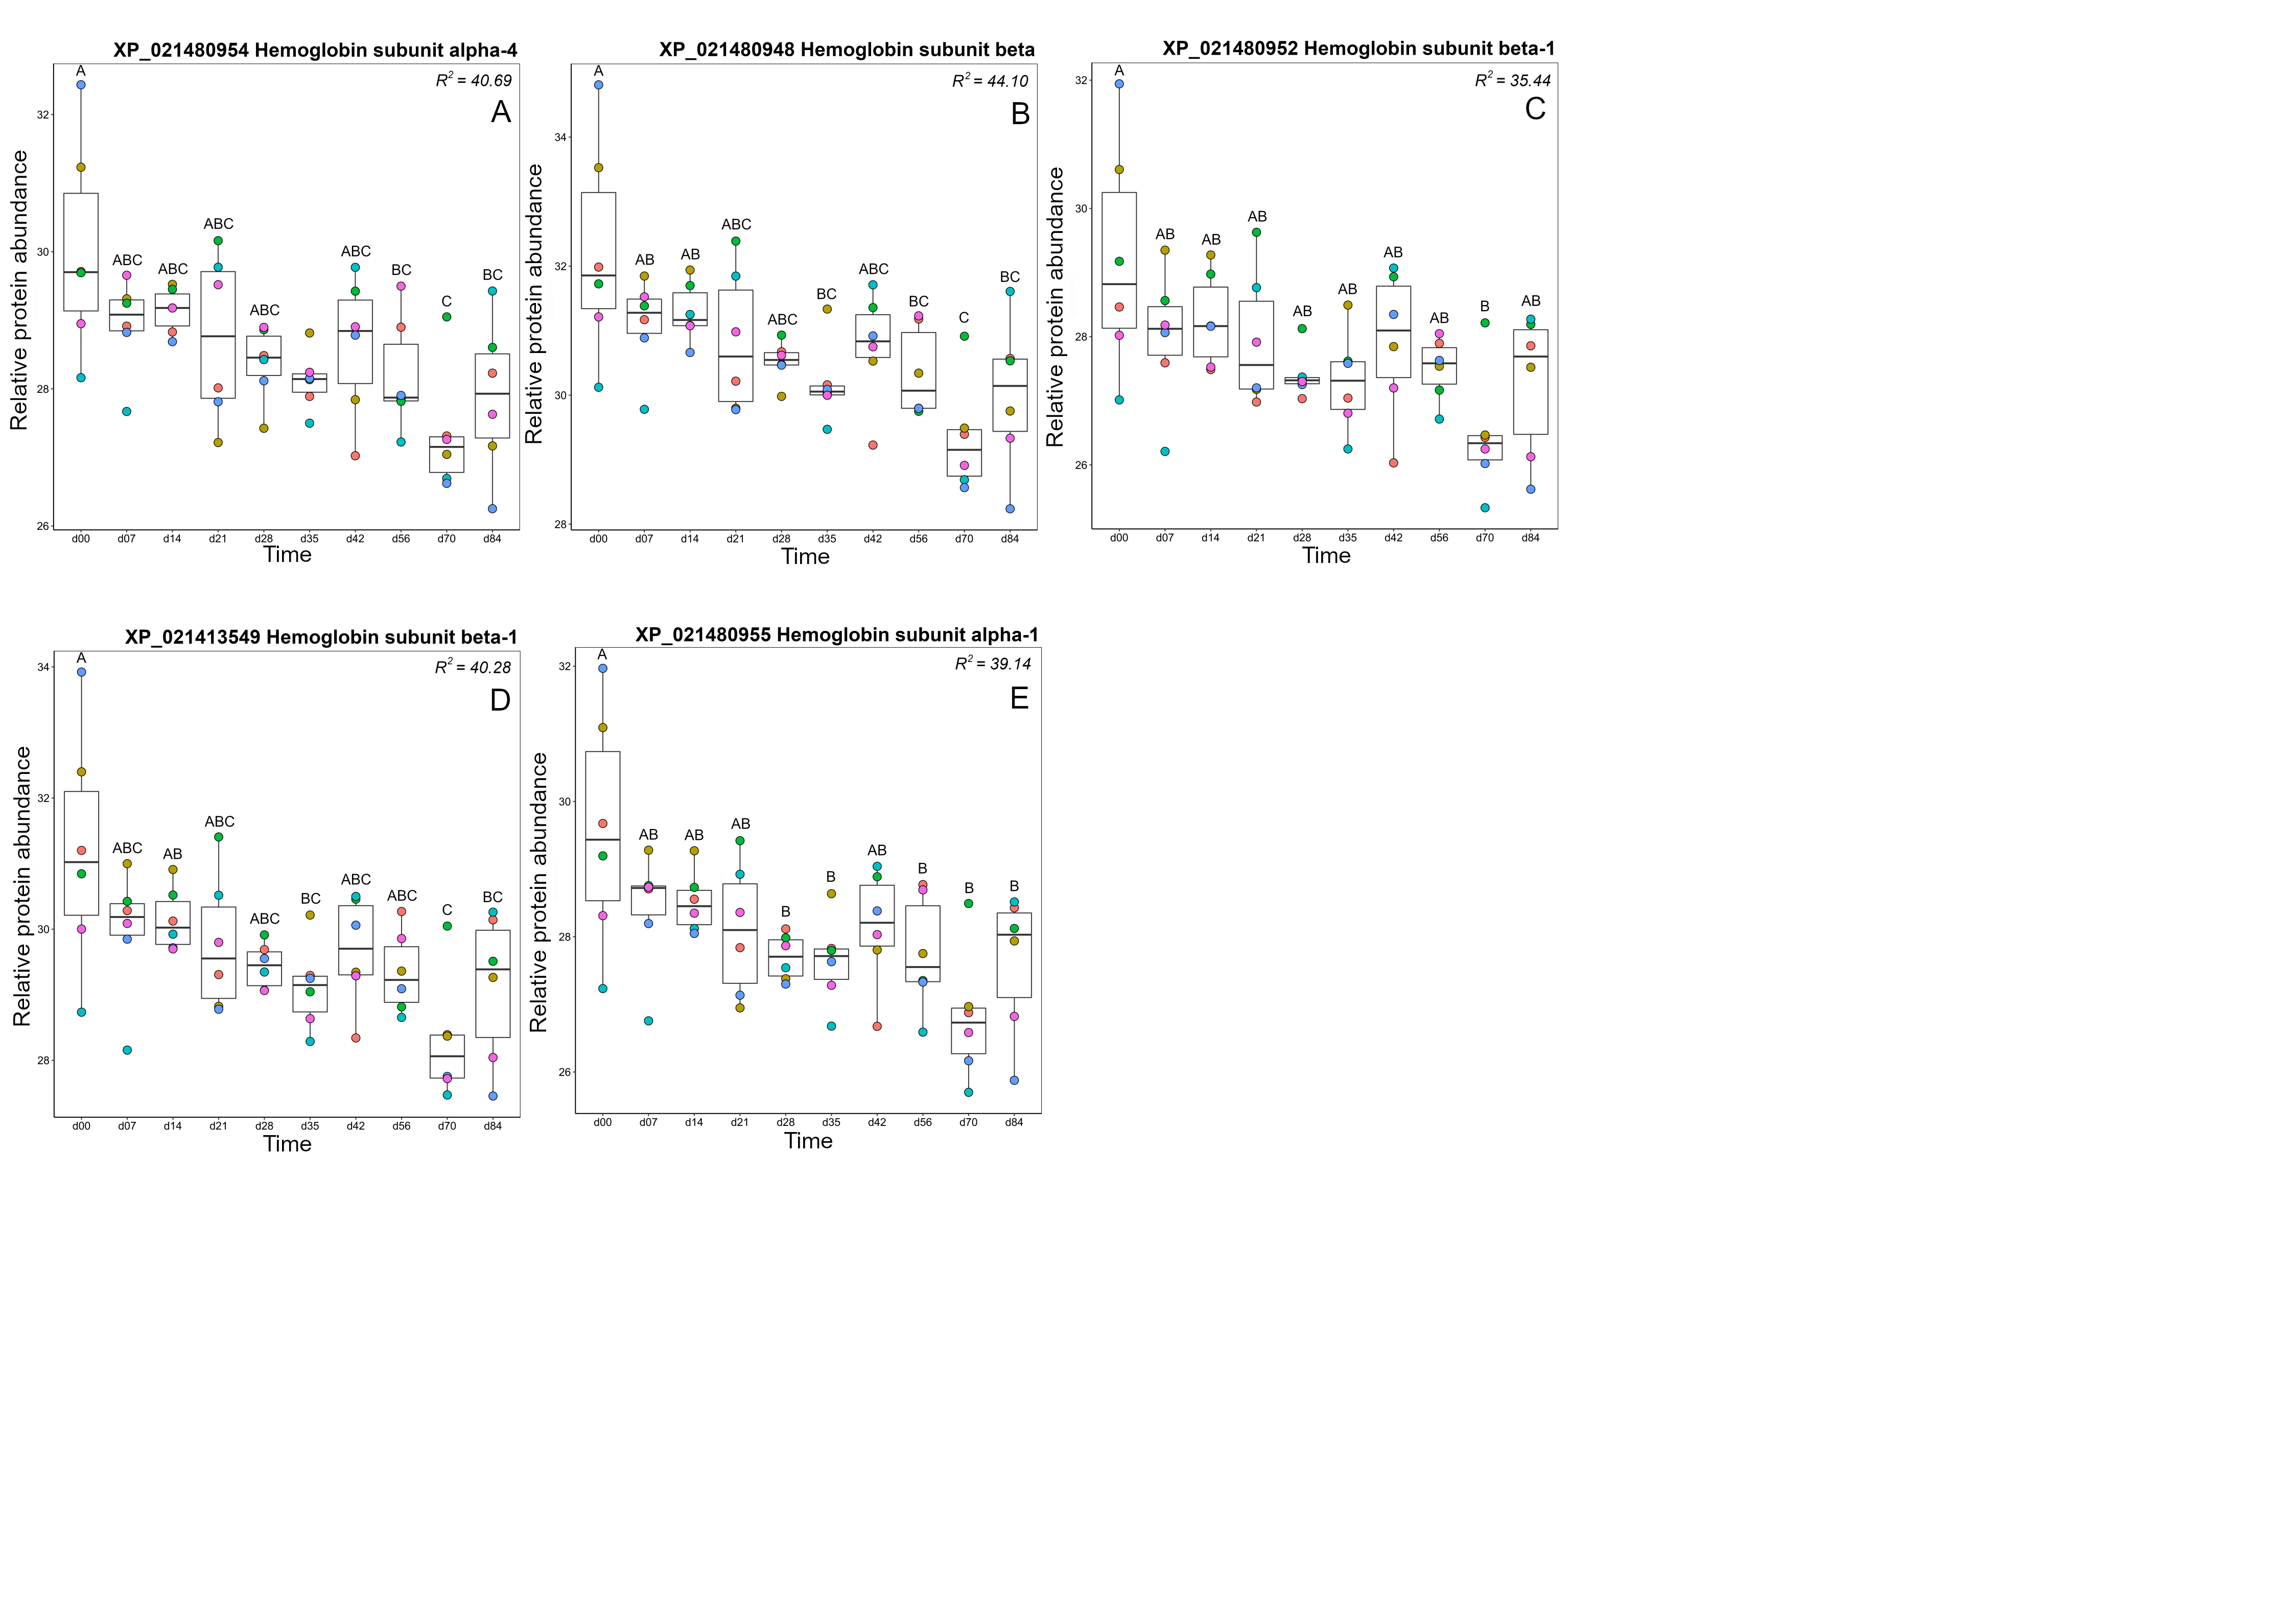 XP_021480954 Hemoglobin subunit alpha-4
R² = 40.69
A
Relative protein abundance
32
30
28
26
A
ABC
ABC
ABC
ABC
ABC
BC
C
BC
d00 d07 d14 d21 d28 d35 d42 d56 d70 d84
Time
XP_021480948 Hemoglobin subunit beta
R² = 44.10
B
Relative protein abundance
34
32
30
28
A
AB
AB
ABC
ABC
BC
ABC
BC
C
BC
d00 d07 d14 d21 d28 d35 d42 d56 d70 d84
Time
XP_021480952 Hemoglobin subunit beta-1
R² = 35.44
C
Relative protein abundance
32
30
28
26
A
AB
AB
AB
AB
AB
AB
AB
B
AB
d00 d07 d14 d21 d28 d35 d42 d56 d70 d84
Time
XP_021413549 Hemoglobin subunit beta-1
R² = 40.28
D
Relative protein abundance
34
32
30
28
A
ABC
AB
ABC
ABC
BC
ABC
ABC
C
BC
d00 d07 d14 d21 d28 d35 d42 d56 d70 d84
Time
XP_021480955 Hemoglobin subunit alpha-1
R² = 39.14
E
Relative protein abundance
32
30
28
26
A
AB
AB
AB
B
B
AB
B
B
B
d00 d07 d14 d21 d28 d35 d42 d56 d70 d84
Time